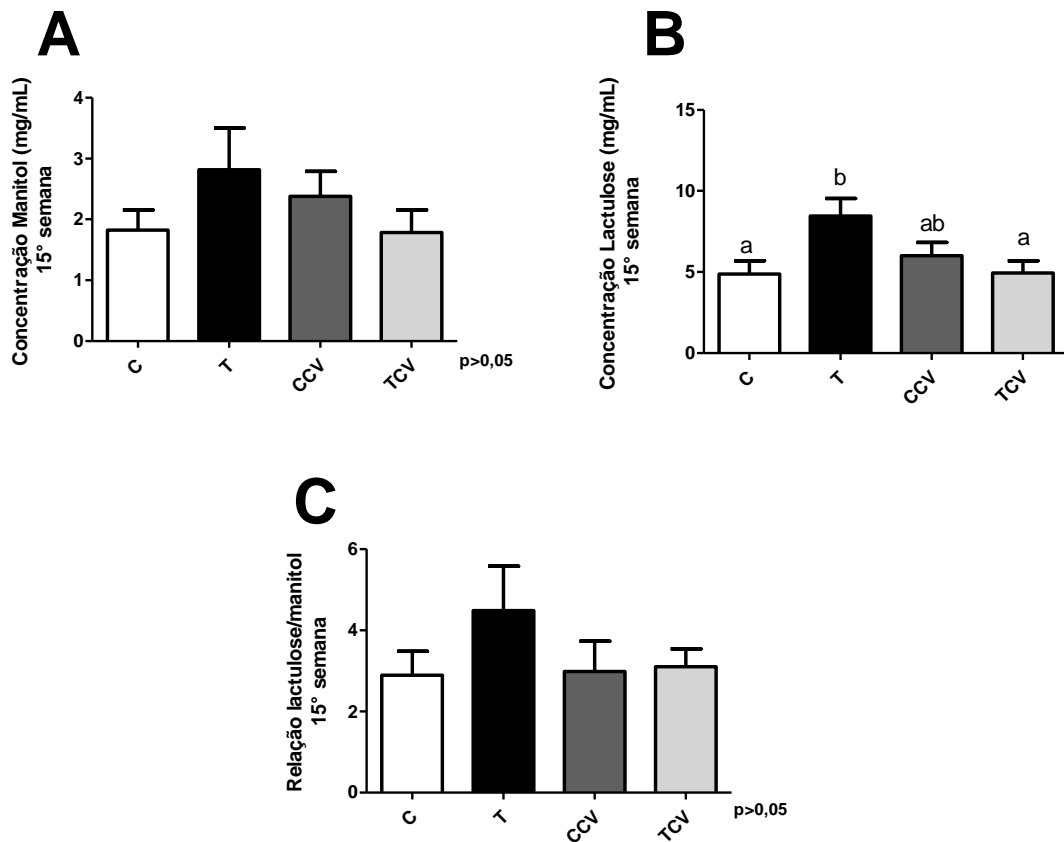 A
Concentração Manitol (mg/mL)
15° semana
4
3
2
1
0
C
T
CCV
TCV
p>0,05
B
Concentração Lactulose (mg/mL)
15° semana
15
10
5
0
a
b
ab
a
C
T
CCV
TCV
C
Relação lactulose/manitol
15° semana
6
4
2
0
C
T
CCV
TCV
p>0,05